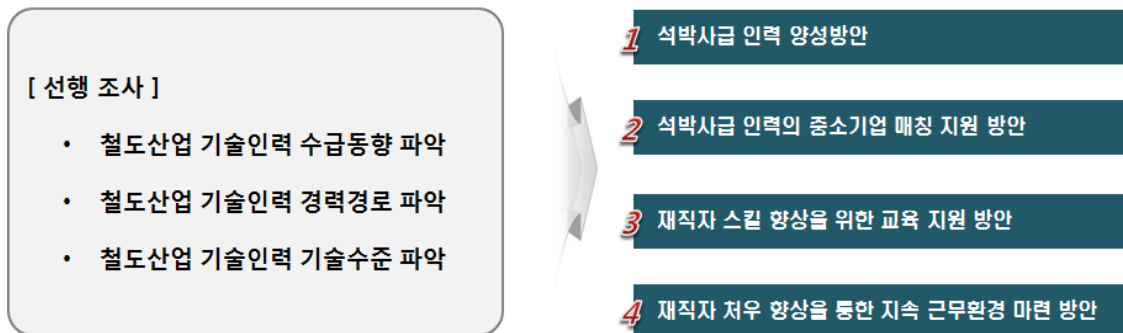 [ 선행 조사 ]
• 철도산업 기술인력 수급동향 파악
• 철도산업 기술인력 경력경로 파악
• 철도산업 기술인력 기술수준 파악
1 석박사급 인력 양성방안
2 석박사급 인력의 중소기업 매칭 지원 방안
3 재직자 스킬 향상을 위한 교육 지원 방안
4 재직자 처우 향상을 통한 지속 근무환경 마련 방안